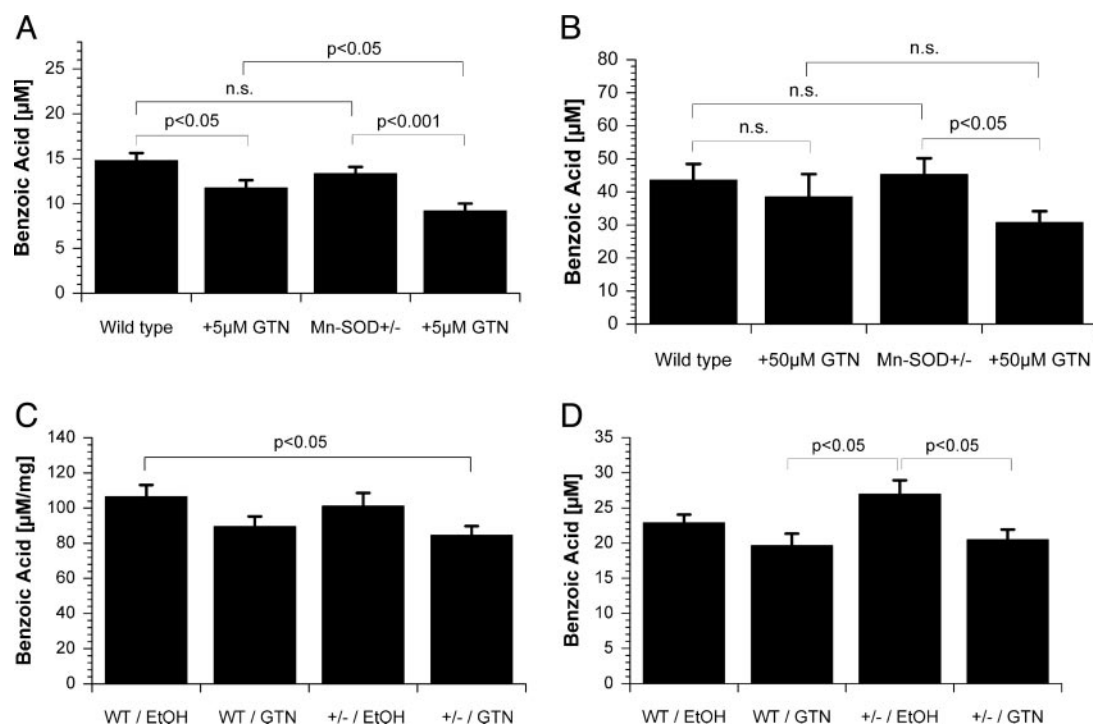 A
Benzoic Acid [µM]
25
20
15
10
5
0
p<0.05
n.s.
p<0.05
p<0.001
Wild type
+5µM GTN
Mn-SOD+/-
+5µM GTN
B
Benzoic Acid [µM]
80
70
60
50
40
30
20
10
0
n.s.
n.s.
n.s.
p<0.05
Wild type
+50µM GTN
Mn-SOD+/-
+50µM GTN
C
Benzoic Acid [µM/mg]
140
120
100
80
60
40
20
0
p<0.05
WT / EtOH
WT / GTN
+/- / EtOH
+/- / GTN
D
Benzoic Acid [µM]
35
30
25
20
15
10
5
0
p<0.05
p<0.05
WT / EtOH
WT / GTN
+/- / EtOH
+/- / GTN